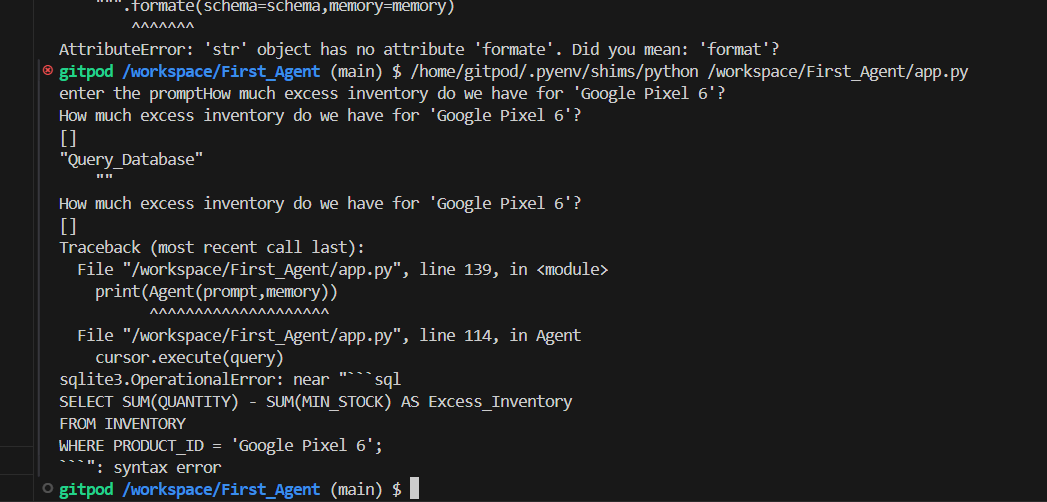 """.formate(schema=schema,memory=memory)
^^^^^^^
AttributeError: 'str' object has no attribute 'formate'. Did you mean: 'format'?
gitpod /workspace/First_Agent (main) $ /home/gitpod/.pyenv/shims/python /workspace/First_Agent/app.py
enter the promptHow much excess inventory do we have for 'Google Pixel 6'?
How much excess inventory do we have for 'Google Pixel 6'?
[]
"Query_Database"
    ""
How much excess inventory do we have for 'Google Pixel 6'?
[]
Traceback (most recent call last):
  File "/workspace/First_Agent/app.py", line 139, in <module>
    print(Agent(prompt,memory))
          ^^^^^^^^^^^^^^^^^^^^
  File "/workspace/First_Agent/app.py", line 114, in Agent
    cursor.execute(query)
sqlite3.OperationalError: near "```sql
SELECT SUM(QUANTITY) - SUM(MIN_STOCK) AS Excess_Inventory
FROM INVENTORY
WHERE PRODUCT_ID = 'Google Pixel 6';
```": syntax error
gitpod /workspace/First_Agent (main) $